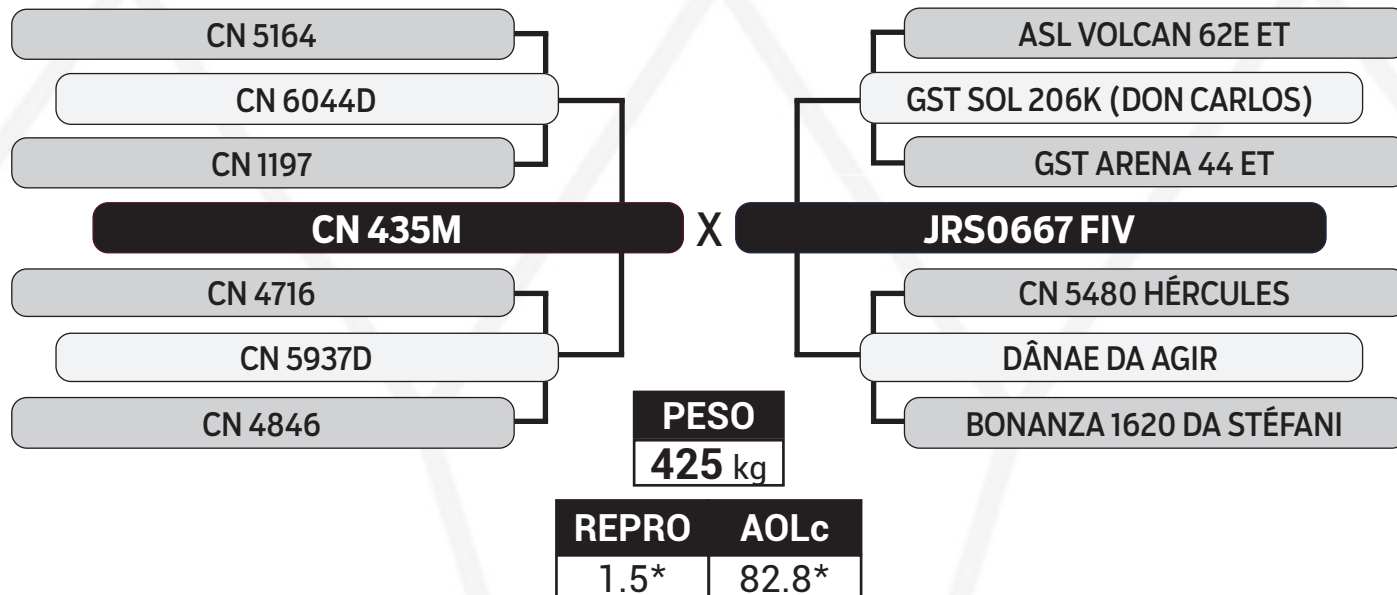 CN 5164
CN 6044D
CN 1197
CN 435M
CN 4716
CN 5937D
CN 4846
X
ASL VOLCAN 62E ET
GST SOL 206K (DON CARLOS)
GST ARENA 44 ET
JRS0667 FIV
CN 5480 HÉRCULES
DÂNAE DA AGIR
BONANZA 1620 DA STÉFANI
PESO
425 kg
REPRO AOLc
1.5* 82.8*